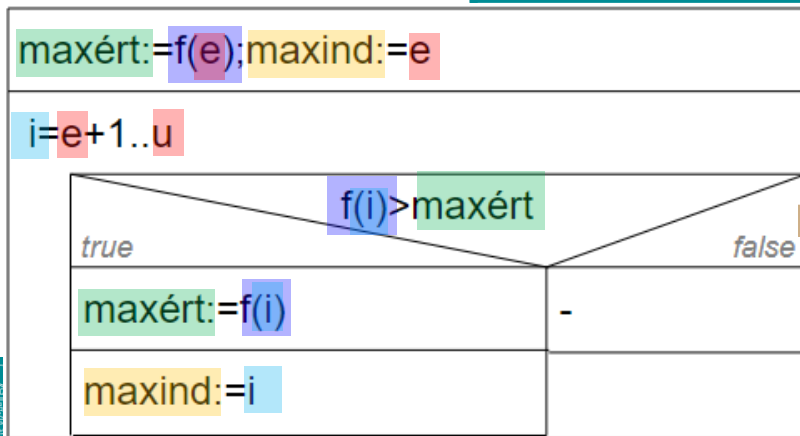 maxért:=f(e);maxind:=e
i=e+1..u
f(i)>maxért
true
false
maxért:=f(i)
-
maxind:=i